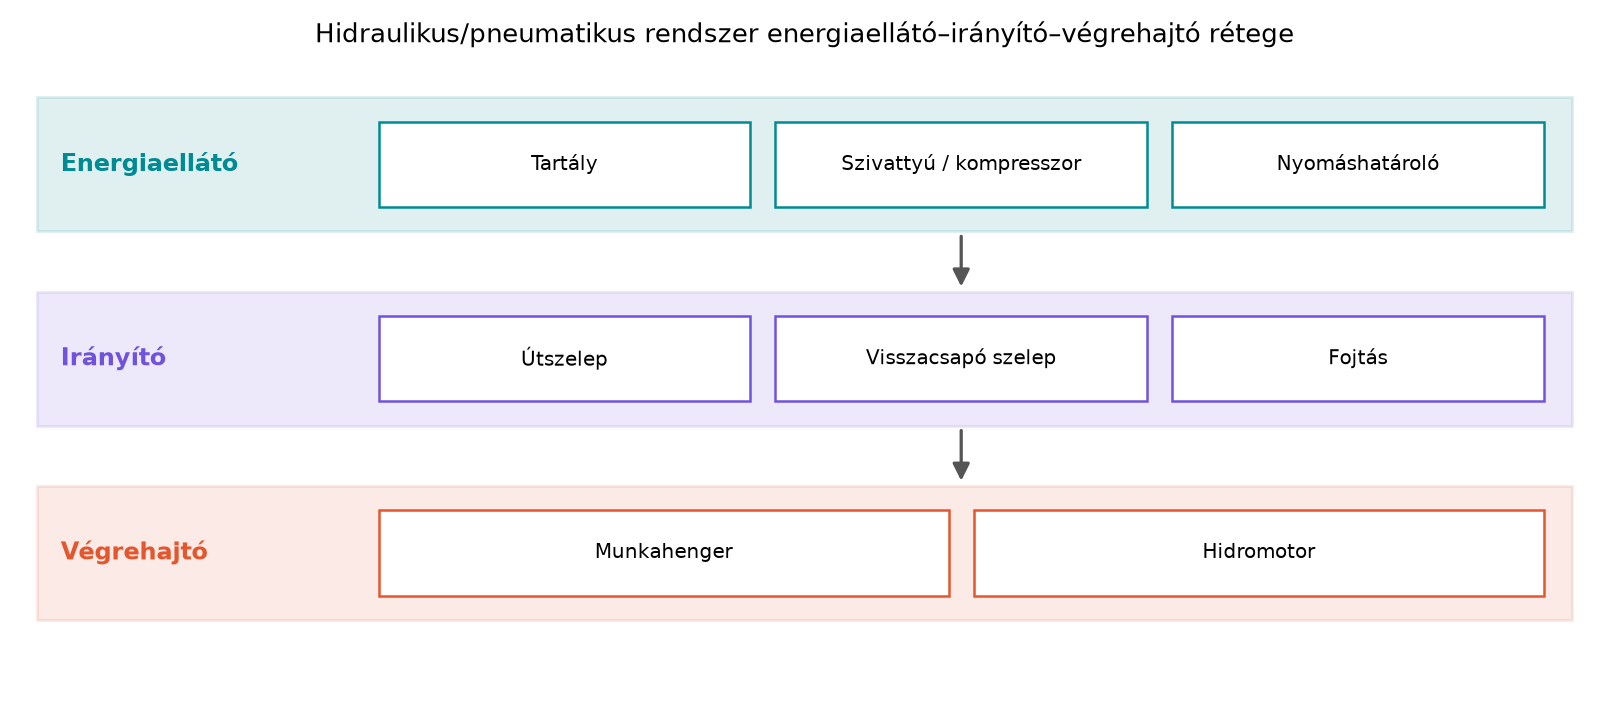 Hidraulikus/pneumatikus rendszer energiaellátó–irányító–végrehajtó rétege
Energiaellátó
Tartály
Szivattyú / kompresszor
Nyomáshatároló
Irányító
Útszelep
Visszacsapó szelep
Fojtás
Végrehajtó
Munkahenger
Hidromotor